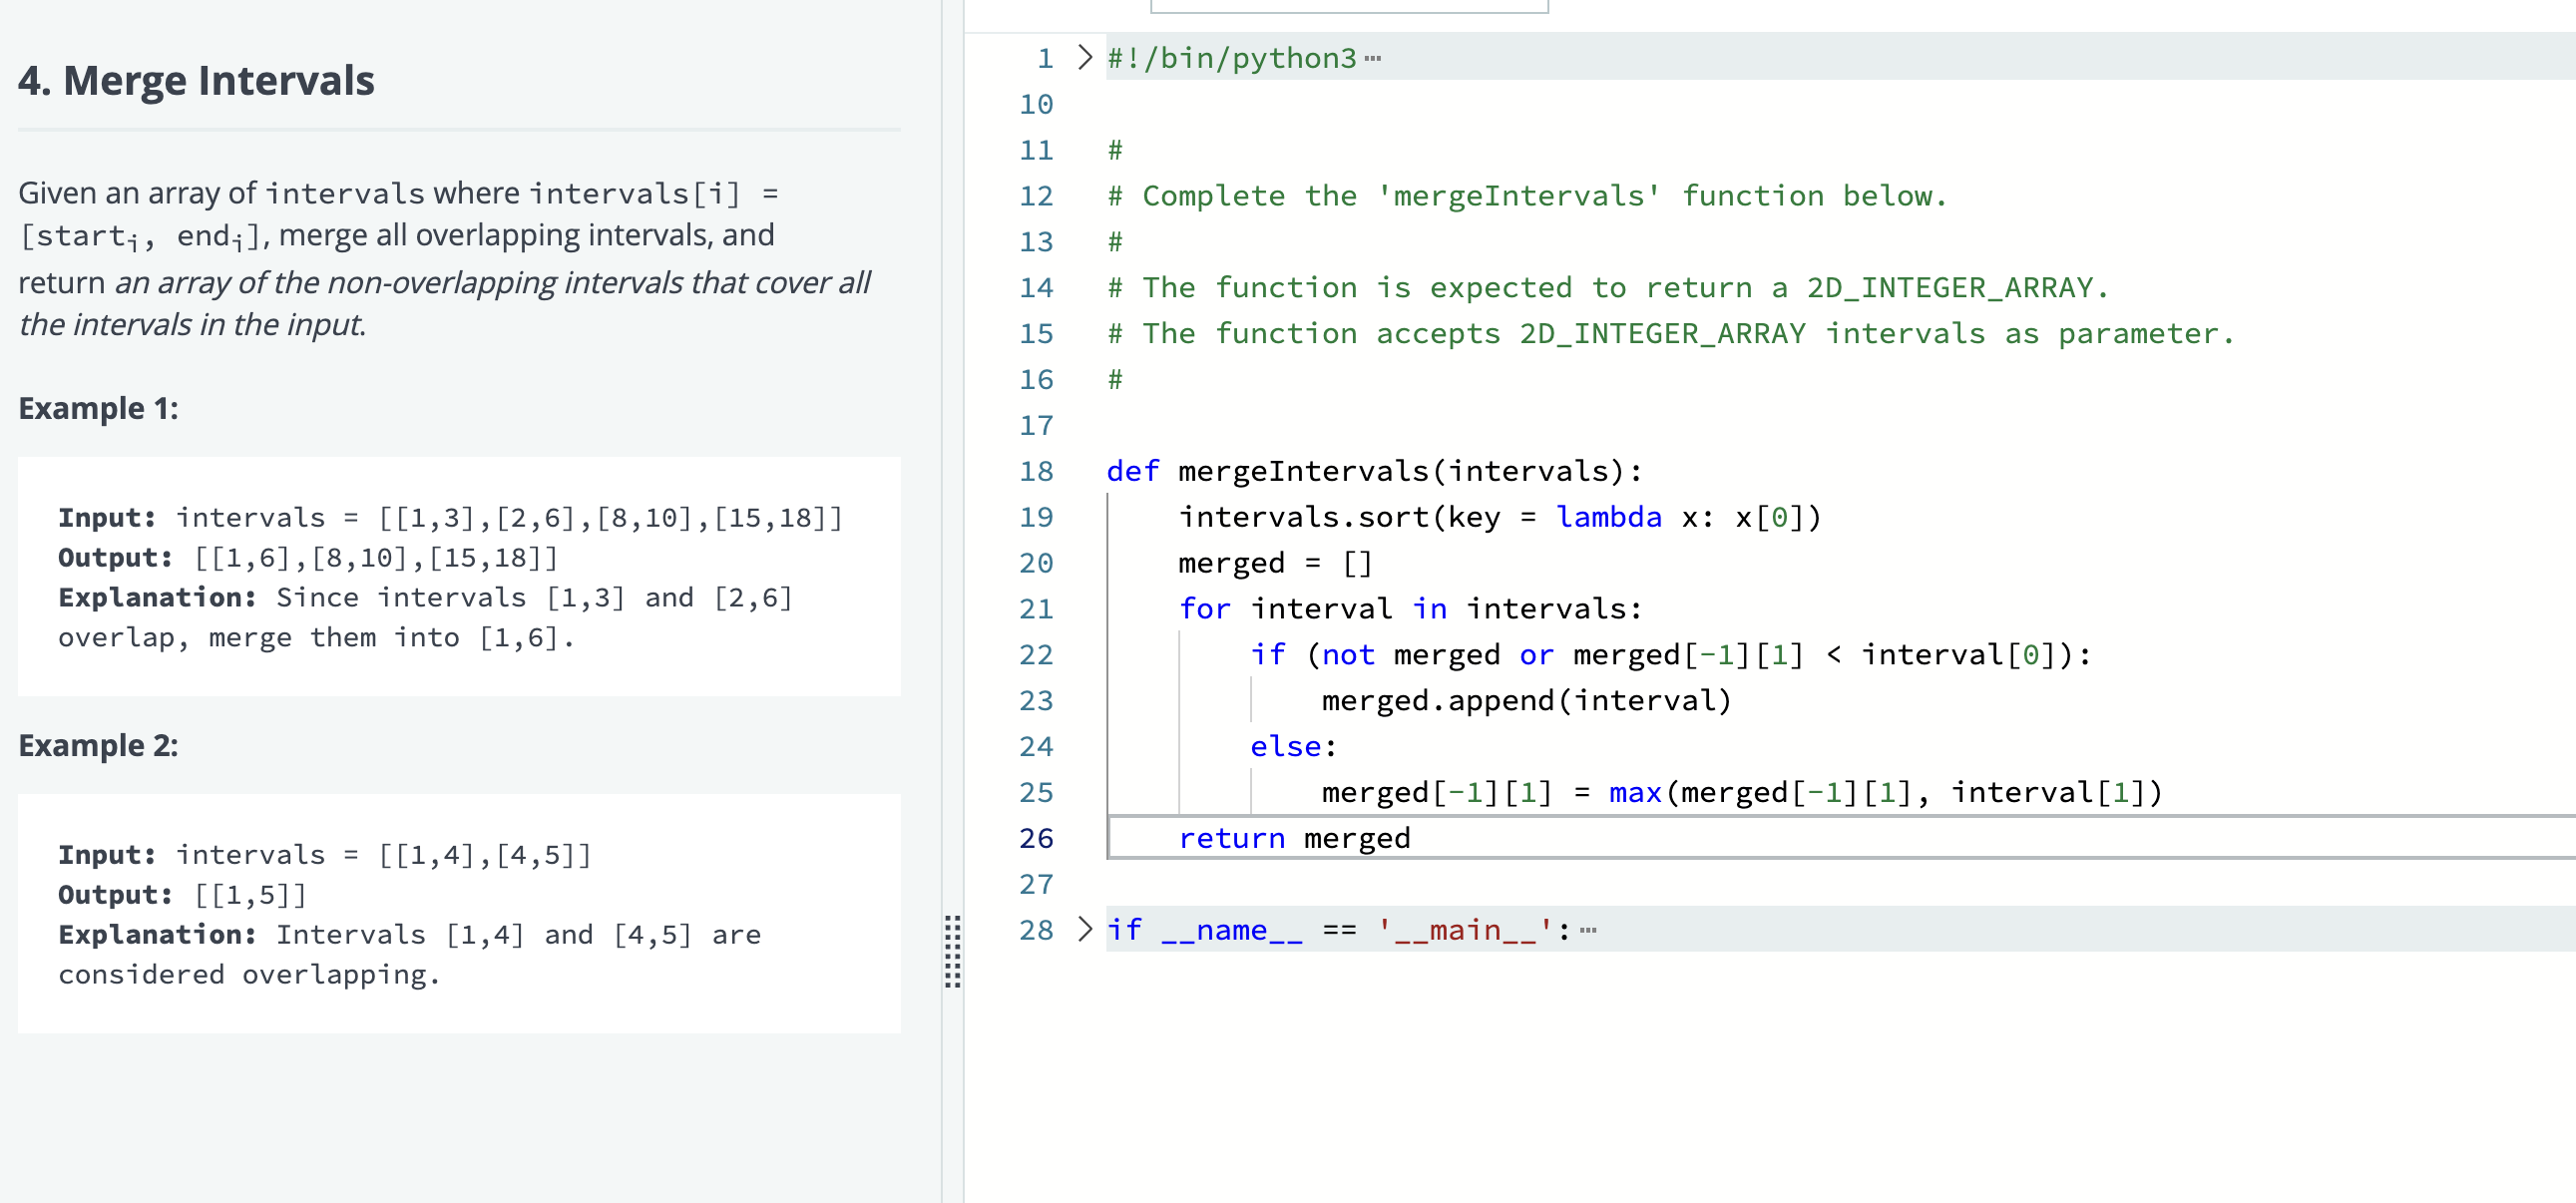 4. Merge Intervals
Given an array of intervals where intervals[i] =
[starti, endi], merge all overlapping intervals, and
return an array of the non-overlapping intervals that cover all
the intervals in the input.
Example 1:
Input: intervals = [[1,3],[2,6],[8,10],[15,18]]
Output: [[1,6],[8,10],[15,18]]
Explanation: Since intervals [1,3] and [2,6]
overlap, merge them into [1,6].
Example 2:
Input: intervals = [[1,4],[4,5]]
Output: [[1,5]]
Explanation: Intervals [1,4] and [4,5] are
considered overlapping.
1 > #!/bin/python3 ⋯
10
11 #
12 # Complete the 'mergeIntervals' function below.
13 #
14 # The function is expected to return a 2D_INTEGER_ARRAY.
15 # The function accepts 2D_INTEGER_ARRAY intervals as parameter.
16 #
17
18 def mergeIntervals(intervals):
19     intervals.sort(key = lambda x: x[0])
20     merged = []
21     for interval in intervals:
22         if (not merged or merged[-1][1] < interval[0]):
23             merged.append(interval)
24         else:
25             merged[-1][1] = max(merged[-1][1], interval[1])
26     return merged
27
28 > if __name__ == '__main__': ⋯